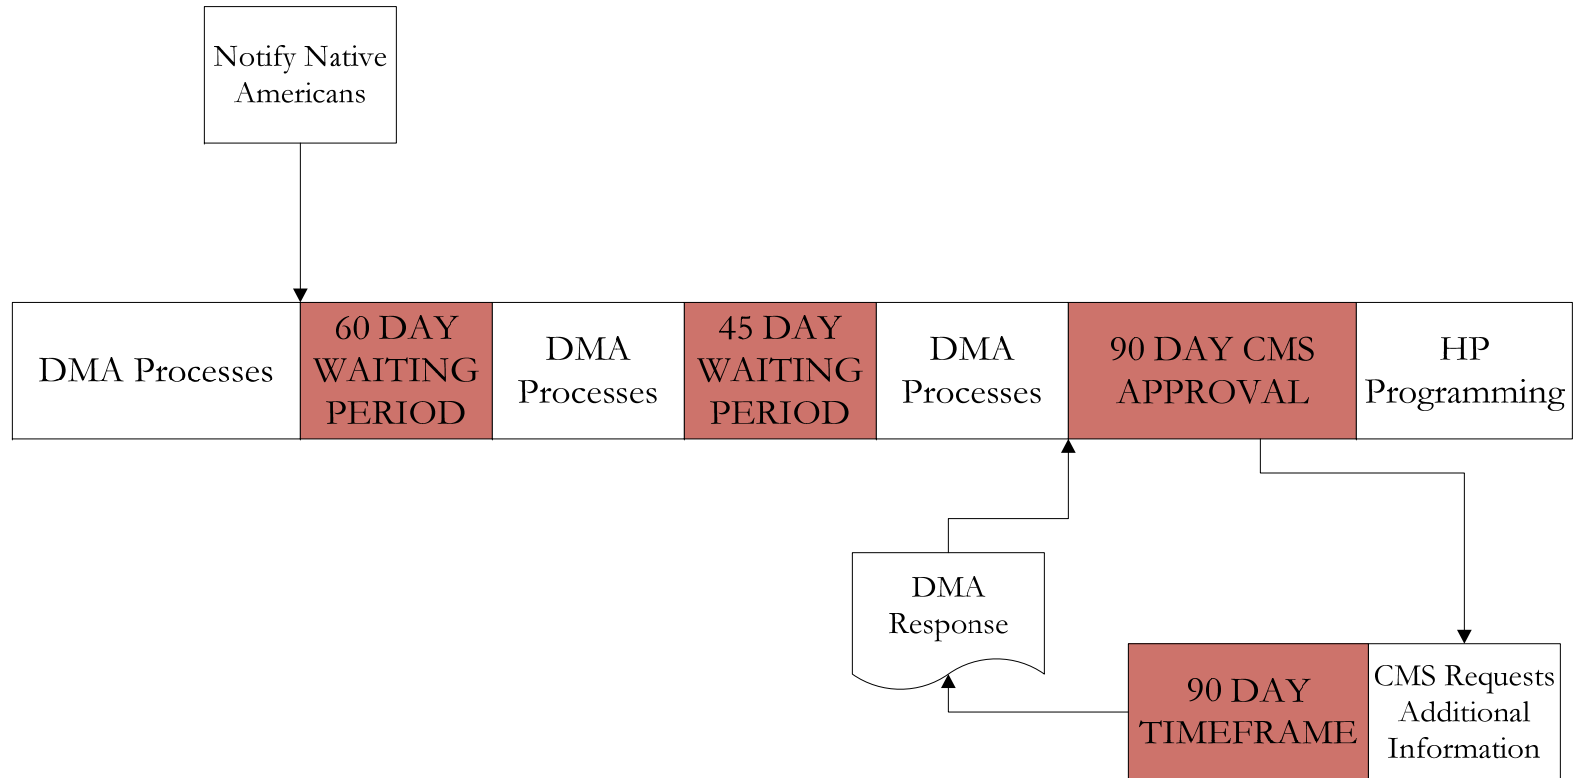 Notify Native
Americans
DMA Processes
60 DAY
WAITING
PERIOD
DMA
Processes
45 DAY
WAITING
PERIOD
DMA
Processes
90 DAY CMS
APPROVAL
HP
Programming
DMA
Response
90 DAY
TIMEFRAME
CMS Requests
Additional
Information